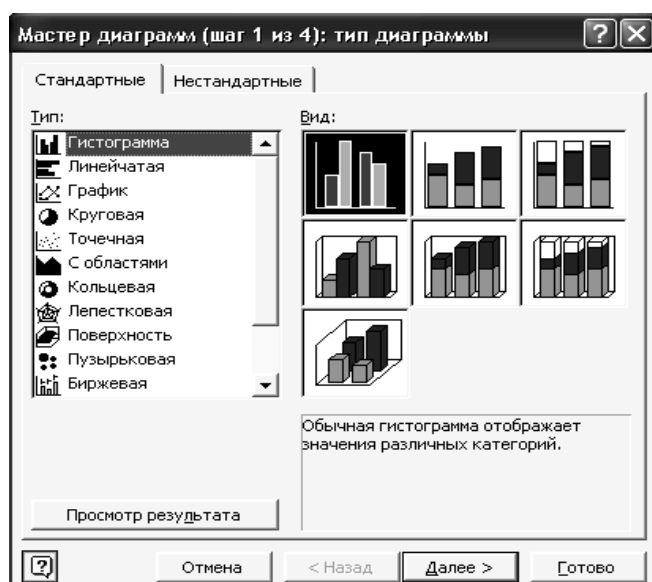 Мастер диаграмм (шаг 1 из 4): тип диаграммы
Стандартные Нестандартные
Тип:
Гистограмма
Линейчатая
График
Круговая
Точечная
С областями
Кольцевая
Лепестковая
Поверхность
Пузырьковая
Биржевая
Вид:
Обычная гистограмма отображает
значения различных категорий.
Просмотр результата
Отмена < Назад Далее > Готово